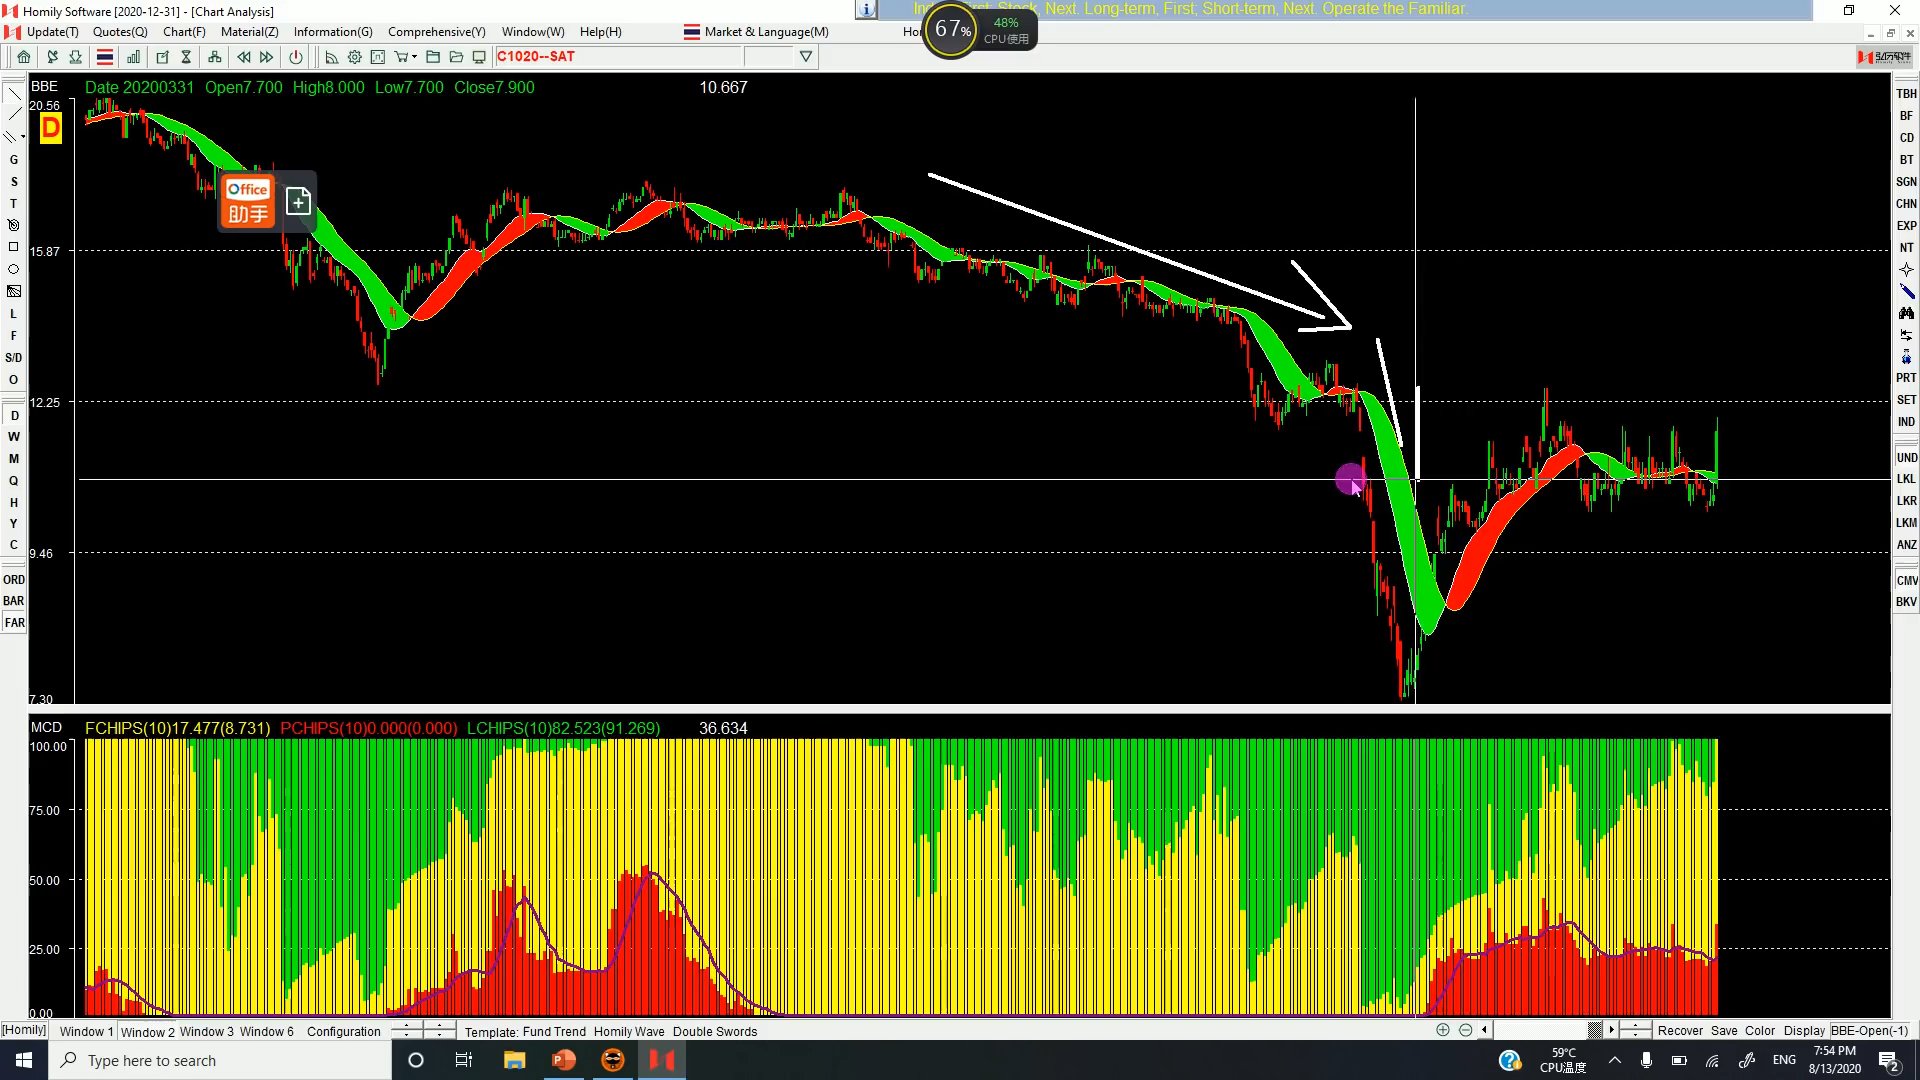 Homily Software [2020-12-31] - [Chart Analysis]
First, Short-term, Next. Operate the Familiar.
67%
48%
CPU使用
Update(T) Quotes(Q) Chart(F) Material(Z) Information(G) Comprehensive(Y) Window(W) Help(H) Market & Language(M)
C1020--SAT
弘历软件
BBE Date 20200331 Open7.700 High8.000 Low7.700 Close7.900 10.667
20.56
D
Office
助手
15.87
12.25
9.46
7.30
G
S
T
L
F
S/D
O
D
W
M
Q
H
Y
C
ORD
BAR
FAR
TBH
BF
CD
BT
SGN
CHN
EXP
NT
PRT
SET
IND
UND
LKL
LKR
LKM
ANZ
CMV
BKV
MCD FCHIPS(10)17.477(8.731) PCHIPS(10)0.000(0.000) LCHIPS(10)82.523(91.269) 36.634
100.00
75.00
50.00
25.00
0.00
[Homily] Window 1 Window 2 Window 3 Window 6 Configuration Template: Fund Trend Homily Wave Double Swords Recover Save Color Display BBE-Open(-1)
Type here to search
59°C
CPU温度
ENG
7:54 PM
8/13/2020
2